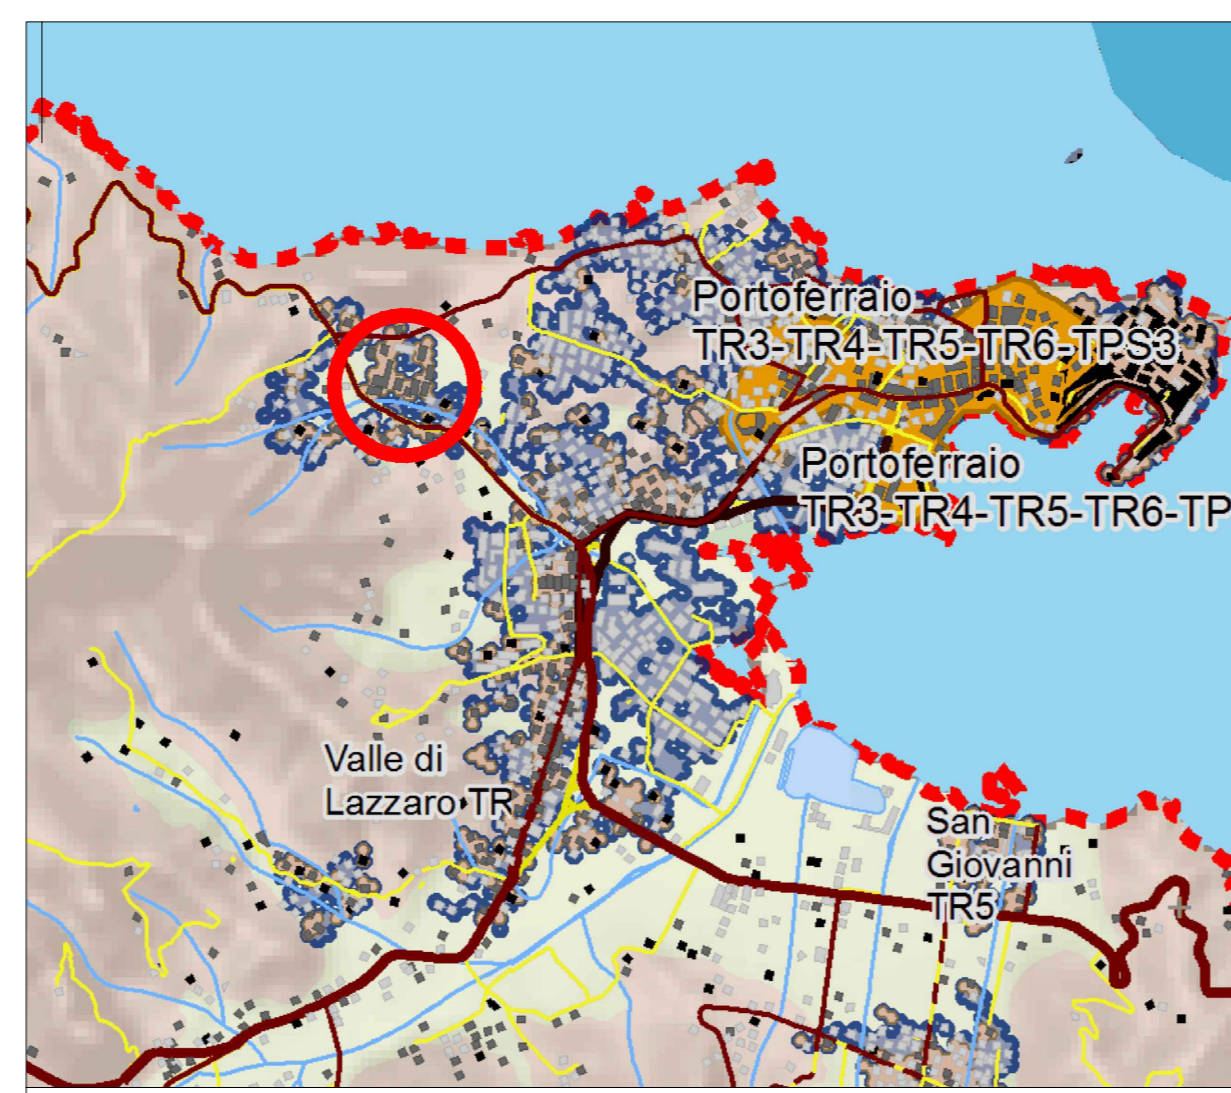 Portoferraio
TR3-TR4-TR5-TR6-TPS3
Portoferraio
TR3-TR4-TR5-TR6-TP
Valle di
Lazzaro TR
San
Giovanni
TR5